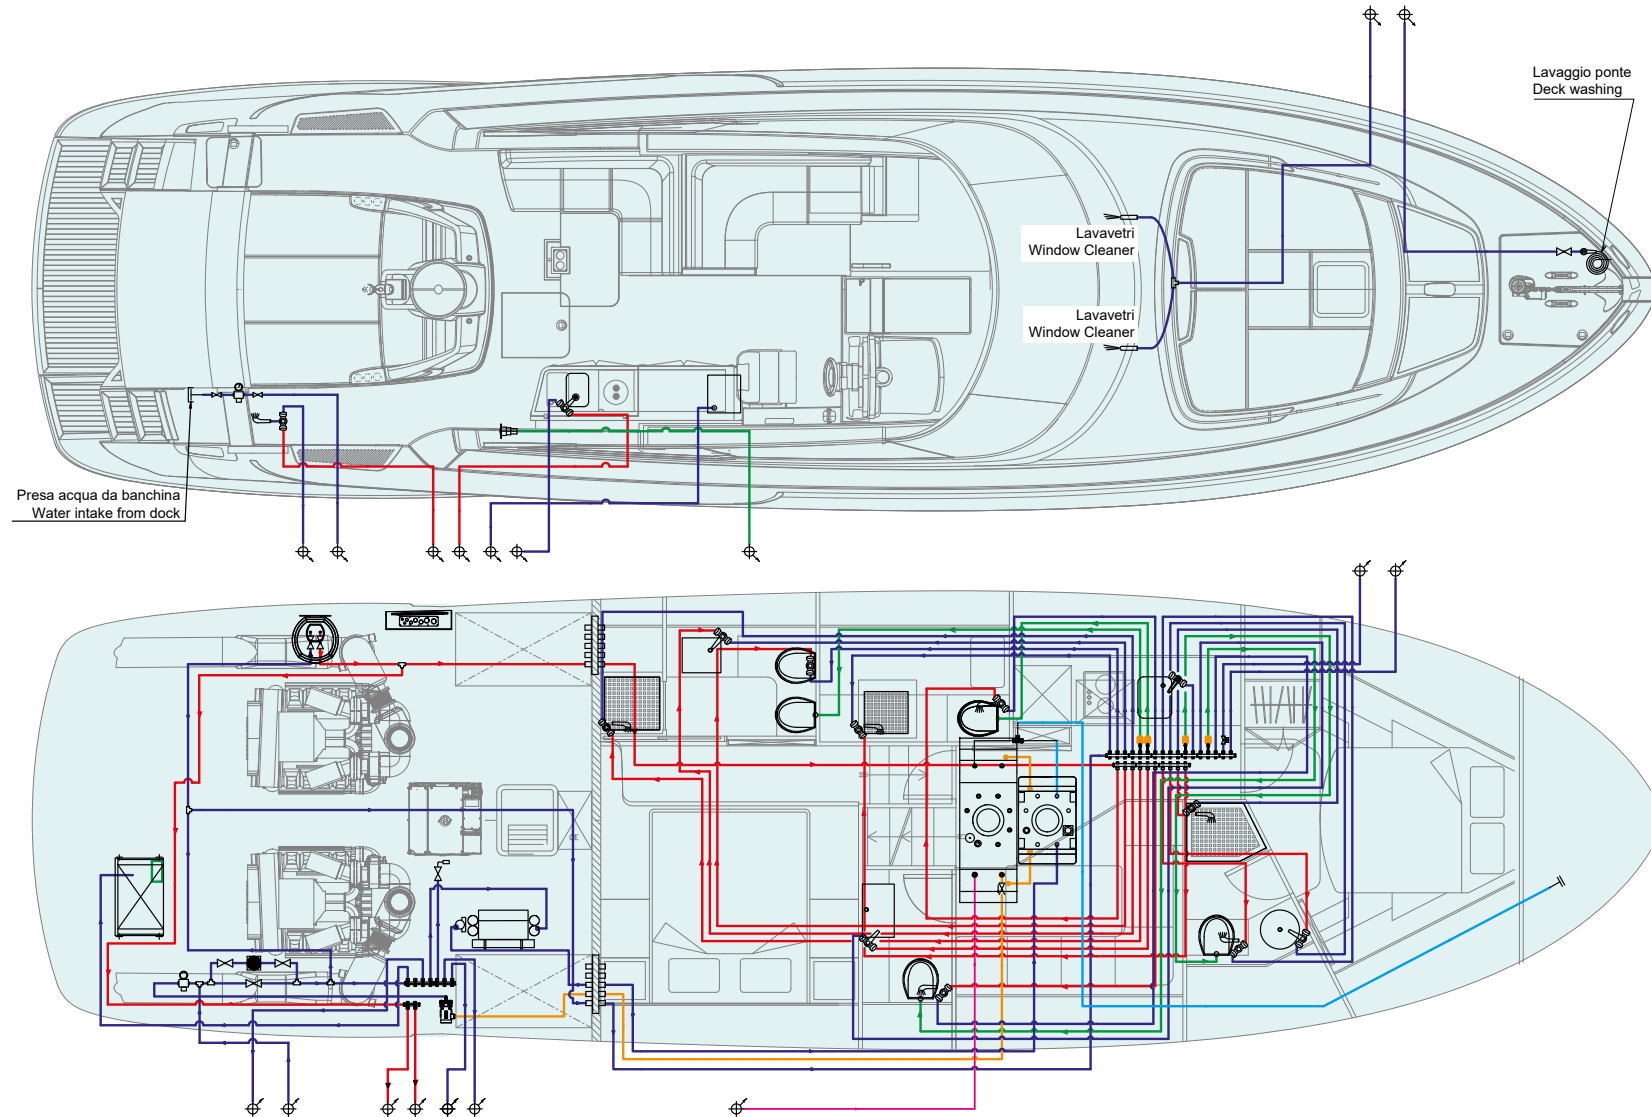 Lavaggio ponte
Deck washing
Lavavetri
Window Cleaner
Lavavetri
Window Cleaner
Presa acqua da banchina
Water intake from dock